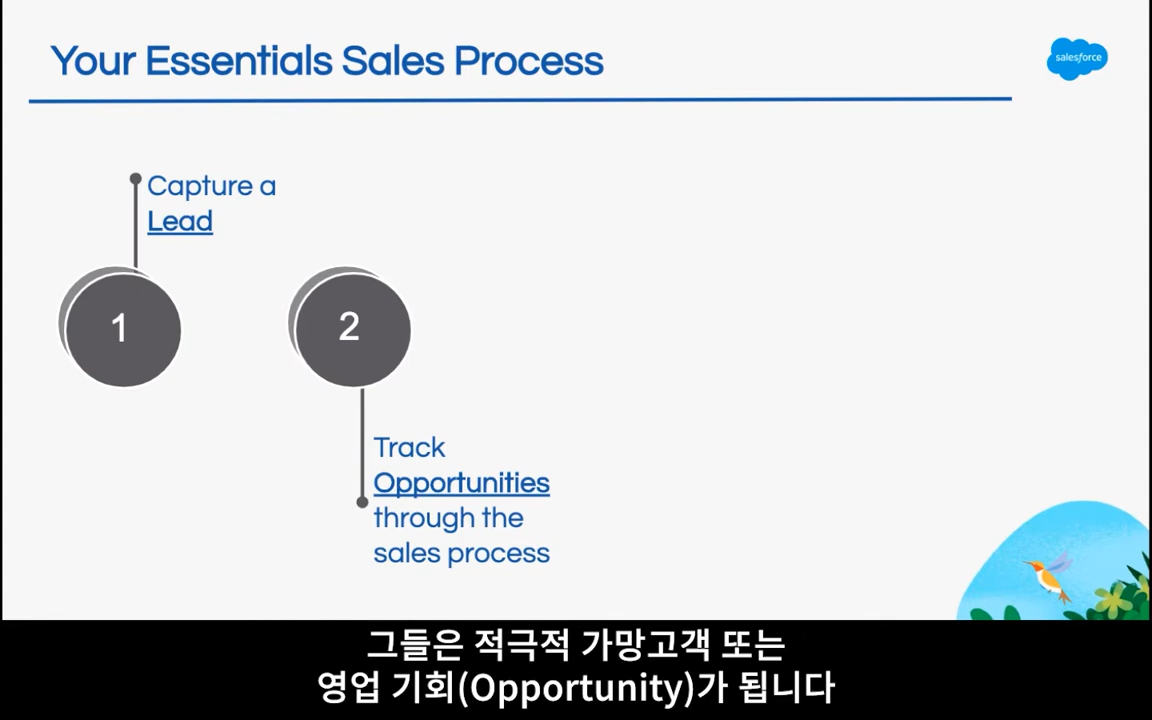 Your Essentials Sales Process
salesforce
Capture a
Lead
1
2
Track
Opportunities
through the
sales process
그들은 적극적 가망고객 또는
영업 기회(Opportunity)가 됩니다